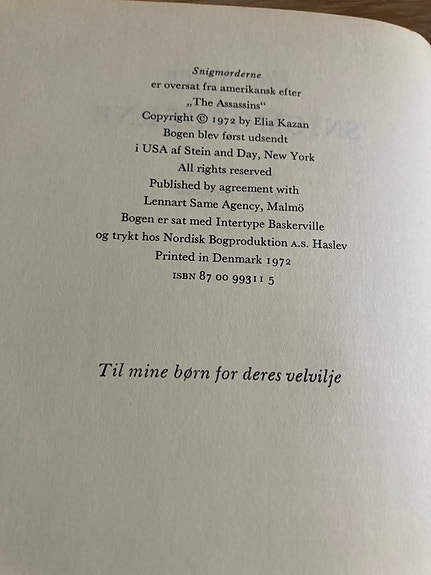 Snigmorderne
er oversat fra amerikansk efter
„The Assassins“
Copyright © 1972 by Elia Kazan
Bogen blev først udsendt
i USA af Stein and Day, New York
All rights reserved
Published by agreement with
Lennart Sane Agency, Malmö
Bogen er sat med Intertype Baskerville
og trykt hos Nordisk Bogproduktion A.S. Haslev
Printed in Denmark 1972
ISBN 87 00 99311 5
Til mine børn for deres velvilje